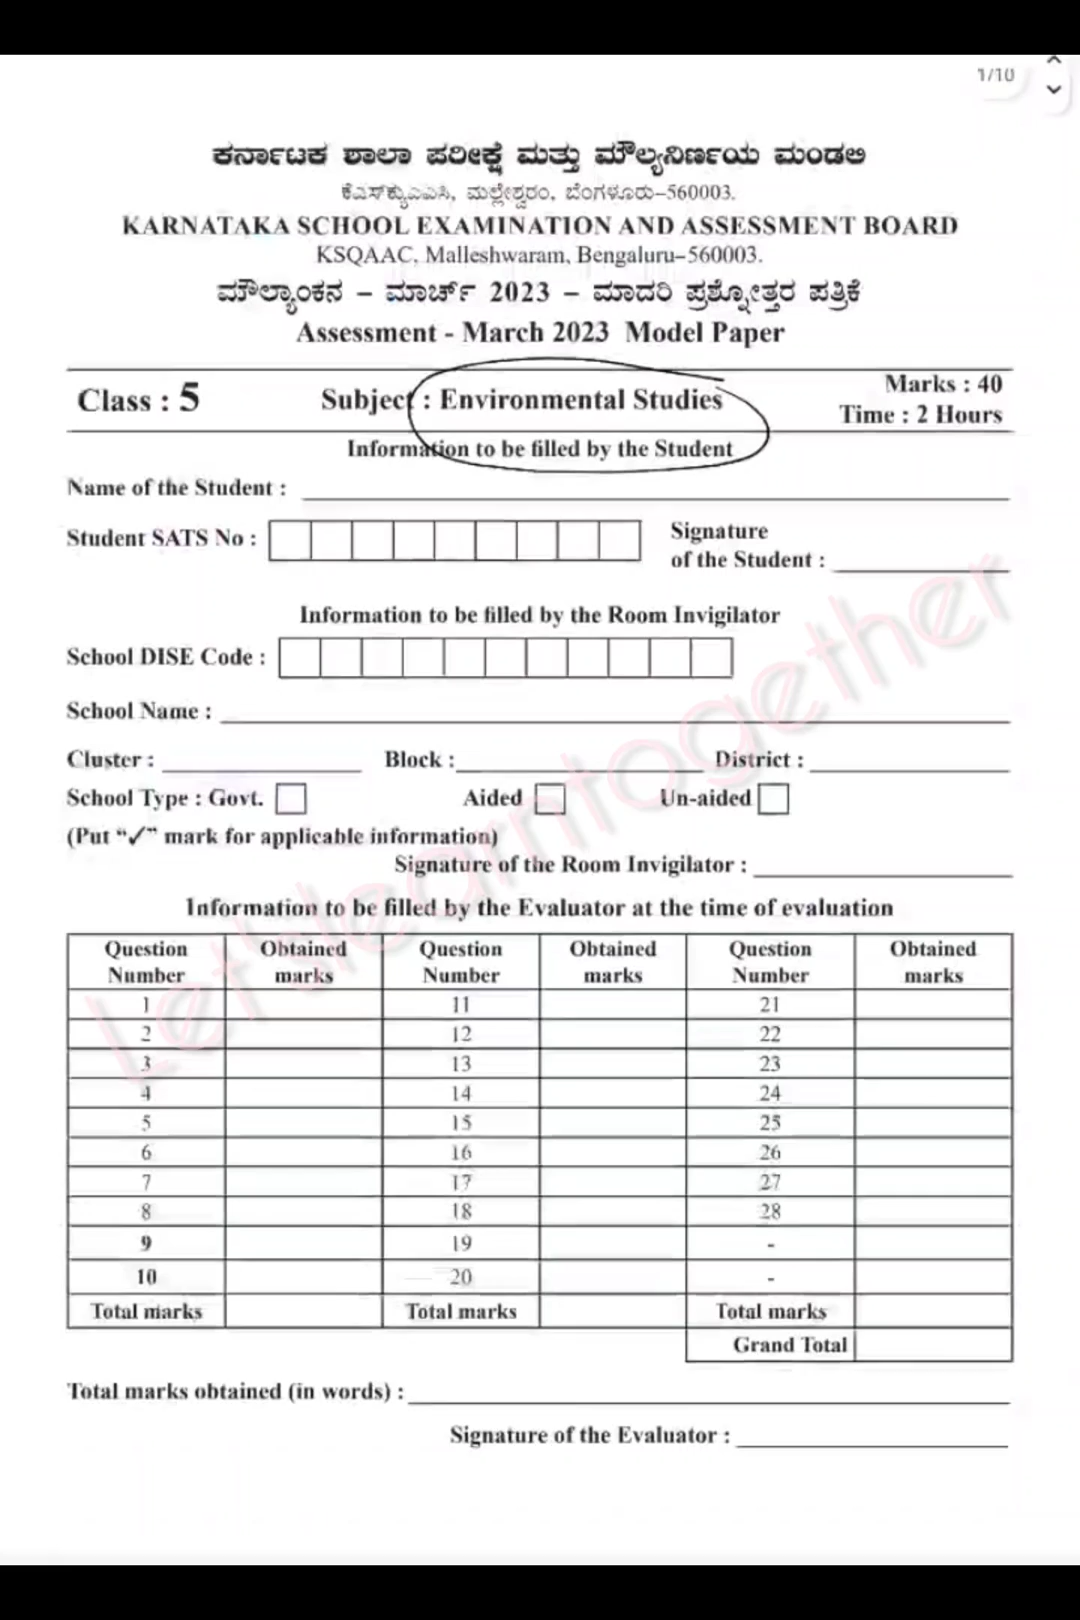 1/10
ಕರ್ನಾಟಕ ಶಾಲಾ ಪರೀಕ್ಷೆ ಮತ್ತು ಮೌಲ್ಯನಿರ್ಣಯ ಮಂಡಲಿ
ಕೆಎಸ್‌ಕ್ಯುಎಎಸಿ, ಮಲ್ಲೇಶ್ವರಂ, ಬೆಂಗಳೂರು–560003.
KARNATAKA SCHOOL EXAMINATION AND ASSESSMENT BOARD
KSQAAC, Malleshwaram, Bengaluru–560003.
ಮೌಲ್ಯಾಂಕನ – ಮಾರ್ಚ್ 2023 – ಮಾದರಿ ಪ್ರಶ್ನೋತ್ತರ ಪತ್ರಿಕೆ
Assessment - March 2023 Model Paper
Class : 5 Subject : Environmental Studies Marks : 40
Time : 2 Hours
Information to be filled by the Student
Name of the Student :
Student SATS No : Signature
of the Student :
Information to be filled by the Room Invigilator
School DISE Code :
School Name :
Cluster : Block : District :
School Type : Govt. Aided Un-aided
(Put “✓” mark for applicable information)
Signature of the Room Invigilator :
Information to be filled by the Evaluator at the time of evaluation
Question Number Obtained marks Question Number Obtained marks Question Number Obtained marks
1 11 21
2 12 22
3 13 23
4 14 24
5 15 25
6 16 26
7 17 27
8 18 28
9 19 -
10 20 -
Total marks Total marks Total marks
Grand Total
Total marks obtained (in words) :
Signature of the Evaluator :
Let'slearntogether